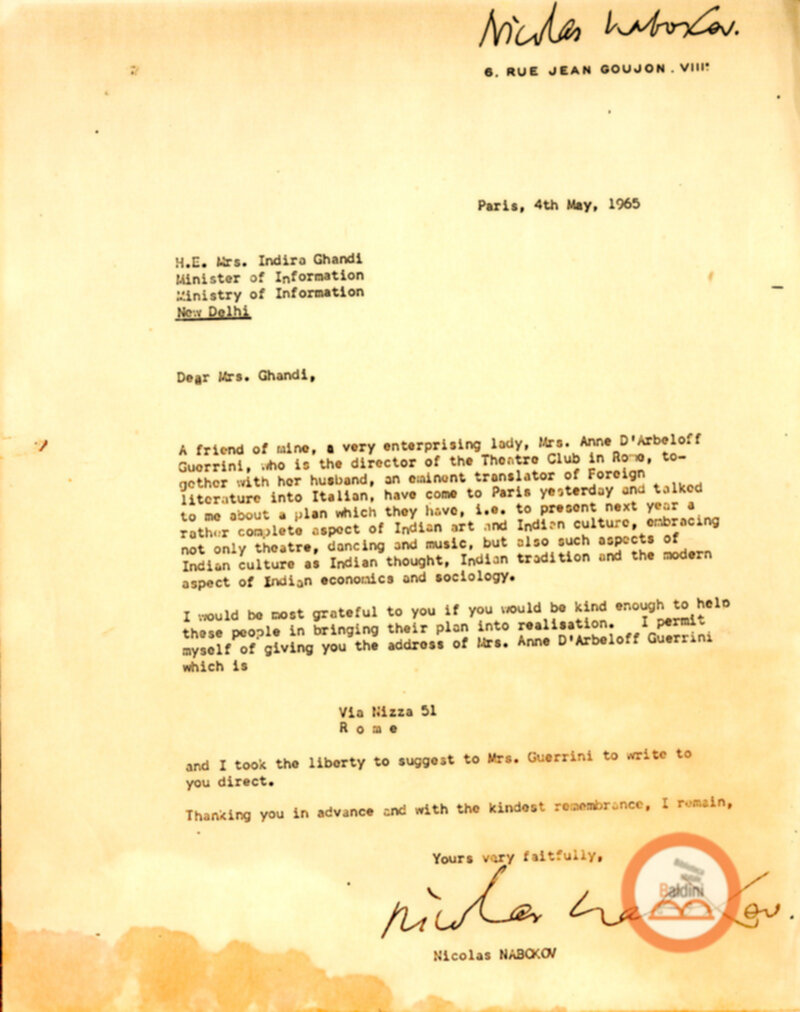 Nicolas Nabokov.
6. RUE JEAN GOUJON. VIIIe
Paris, 4th May, 1965
H.E. Mrs. Indira Ghandi
Minister of Information
Ministry of Information
New Delhi
Dear Mrs. Ghandi,
A friend of mine, a very enterprising lady, Mrs. Anne D'Arbeloff
Guerrini, who is the director of the Theatre Club in Rome, to-
gether with her husband, an eminent translator of Foreign
literature into Italian, have come to Paris yesterday and talked
to me about a plan which they have, i.e. to present next year a
rather complete aspect of Indian art and Indian culture, embracing
not only theatre, dancing and music, but also such aspects of
Indian culture as Indian thought, Indian tradition and the modern
aspect of Indian economics and sociology.
I would be most grateful to you if you would be kind enough to help
these people in bringing their plan into realisation. I permit
myself of giving you the address of Mrs. Anne D'Arbeloff Guerrini
which is
Via Nizza 51
R o m e
and I took the liberty to suggest to Mrs. Guerrini to write to
you direct.
Thanking you in advance and with the kindest remembrance, I remain,
Yours very faitfully,
Baldini
Nicolas Nabokov.
Nicolas NABOKOV